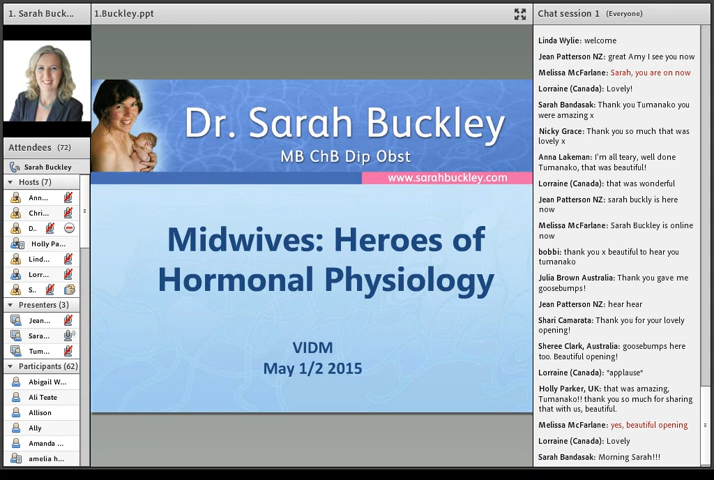 1. Sarah Buck...
Attendees (72)
Sarah Buckley
Hosts (7)
Ann...
Chri...
D..
Holly Pa...
Lind...
Lorr...
S..
Presenters (3)
Jean...
Sara...
Tum...
Participants (62)
Abigail W...
Ali Teate
Allison
Ally
Amanda ...
amelia h...
1.Buckley.ppt
Dr. Sarah Buckley
MB ChB Dip Obst
www.sarahbuckley.com
Midwives: Heroes of
Hormonal Physiology
VIDM
May 1/2 2015
Chat session 1 (Everyone)
Linda Wylie: welcome
Jean Patterson NZ: great Amy I see you now
Melissa McFarlane: Sarah, you are on now
Lorraine (Canada): Lovely!
Sarah Bandasak: Thank you Tumanako you
were amazing x
Nicky Grace: Thank you so much that was
lovely x
Anna Lakeman: I'm all teary, well done
Tumanako, that was beautiful!
Lorraine (Canada): that was wonderful
Jean Patterson NZ: sarah buckly is here
now
Melissa McFarlane: Sarah Buckley is online
now
bobbi: thank you x beautiful to hear you
tumanako
Julia Brown Australia: Thank you gave me
goosebumps!
Jean Patterson NZ: hear hear
Shari Camarata: Thank you for your lovely
opening!
Sheree Clark, Australia: goosebumps here
too. Beautiful opening!
Lorraine (Canada): *applause*
Holly Parker, UK: that was amazing,
Tumanako!! thank you so much for sharing
that with us, beautiful.
Melissa McFarlane: yes, beautiful opening
Lorraine (Canada): Lovely
Sarah Bandasak: Morning Sarah!!!